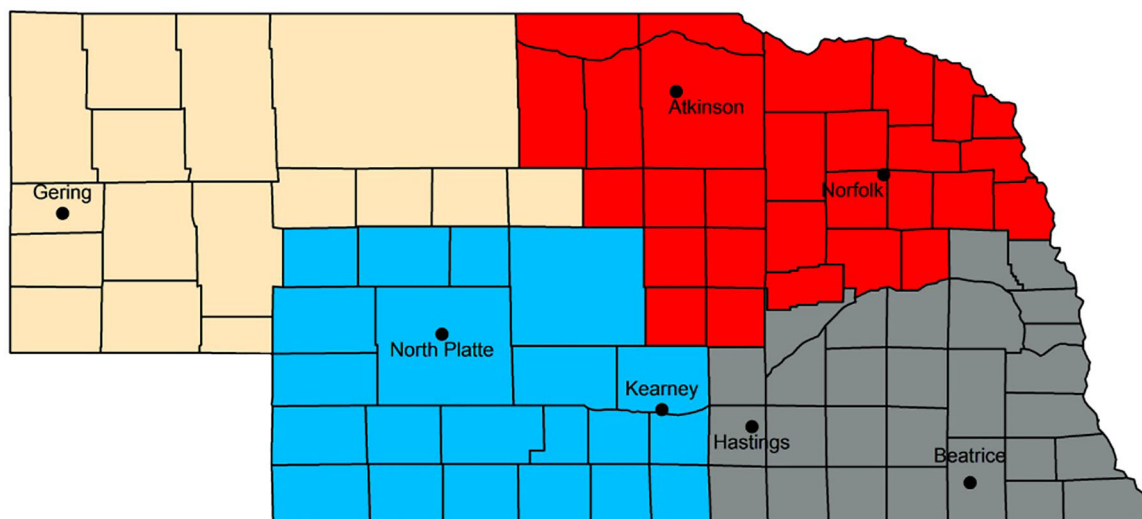 Atkinson
Norfolk
Gering
North Platte
Kearney
Hastings
Beatrice